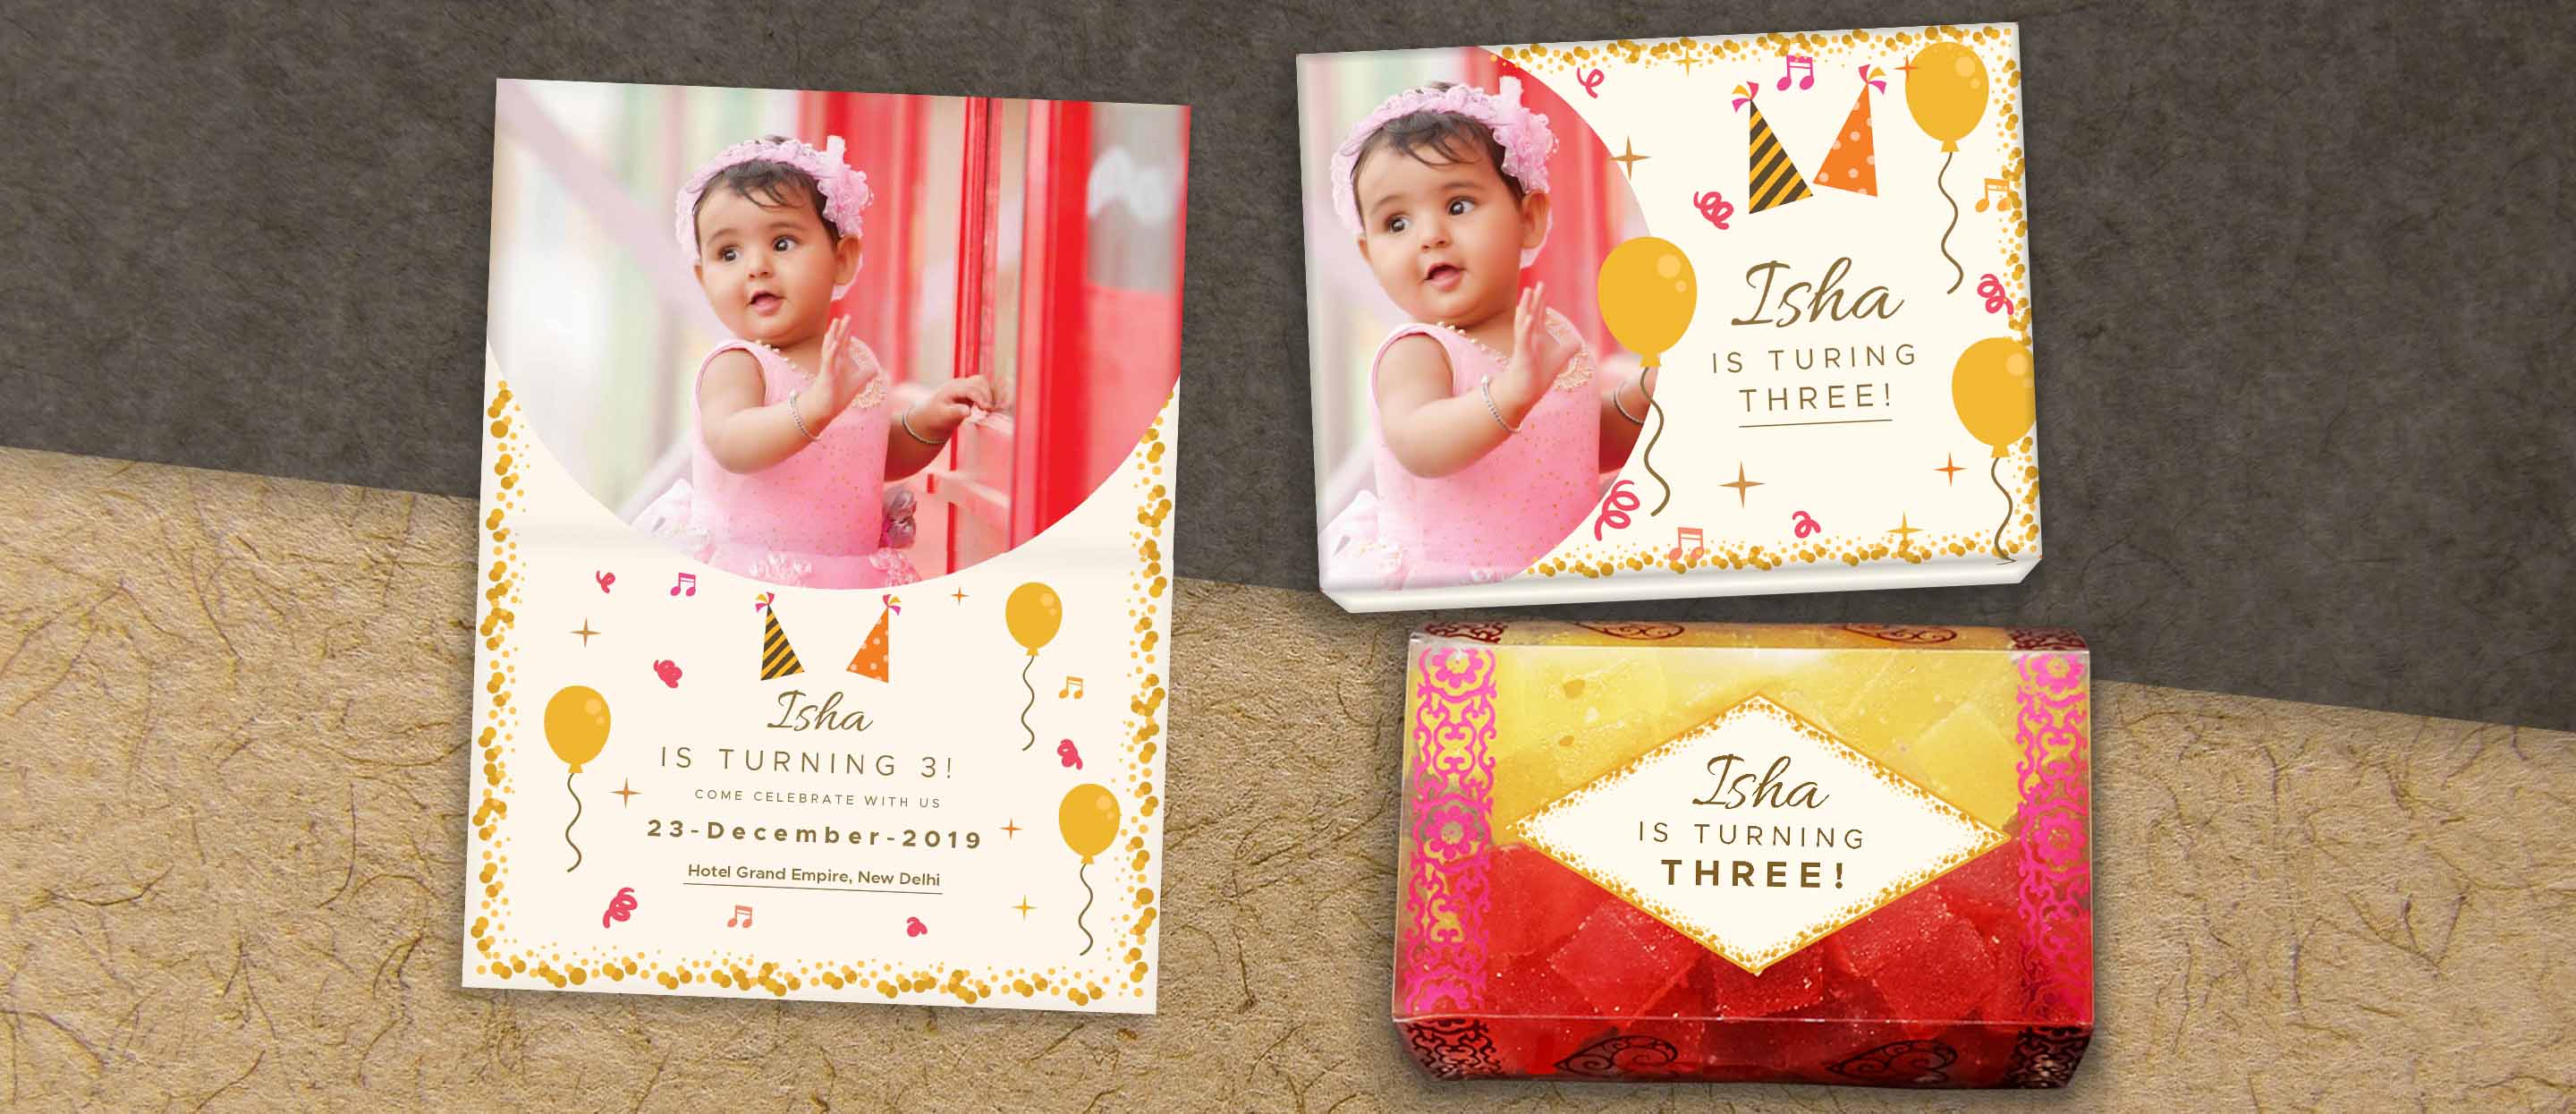 Isha
IS TURNING 3!
COME CELEBRATE WITH US
23-December-2019
Hotel Grand Empire, New Delhi
Isha
IS TURING
THREE!
Isha
IS TURNING
THREE!